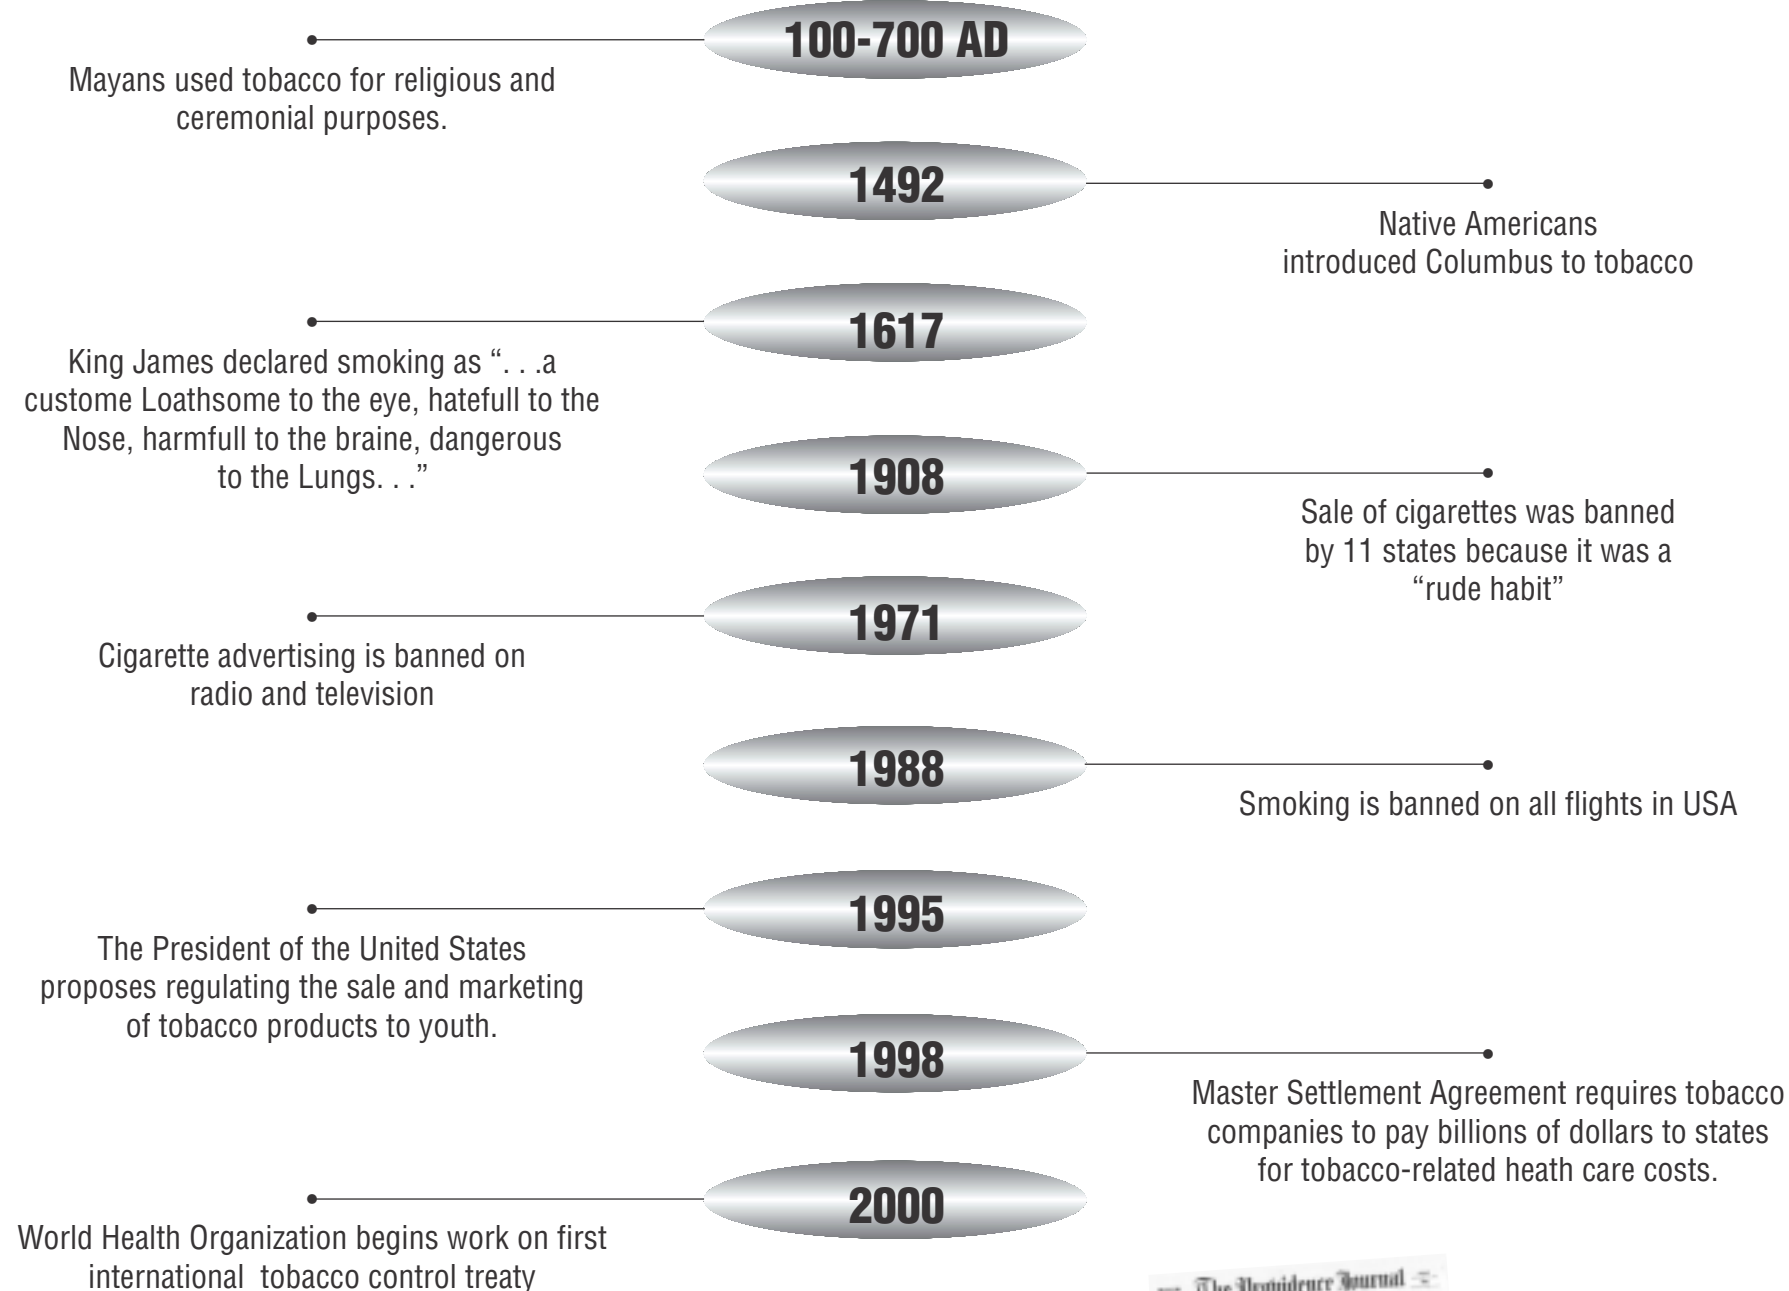 100-700 AD
Mayans used tobacco for religious and
ceremonial purposes.
1492
Native Americans
introduced Columbus to tobacco
1617
King James declared smoking as “. . .a
custome Loathsome to the eye, hatefull to the
Nose, harmfull to the braine, dangerous
to the Lungs. . .”
1908
Sale of cigarettes was banned
by 11 states because it was a
“rude habit”
1971
Cigarette advertising is banned on
radio and television
1988
Smoking is banned on all flights in USA
1995
The President of the United States
proposes regulating the sale and marketing
of tobacco products to youth.
1998
Master Settlement Agreement requires tobacco
companies to pay billions of dollars to states
for tobacco-related heath care costs.
2000
World Health Organization begins work on first
international  tobacco control treaty
The Providence Journal